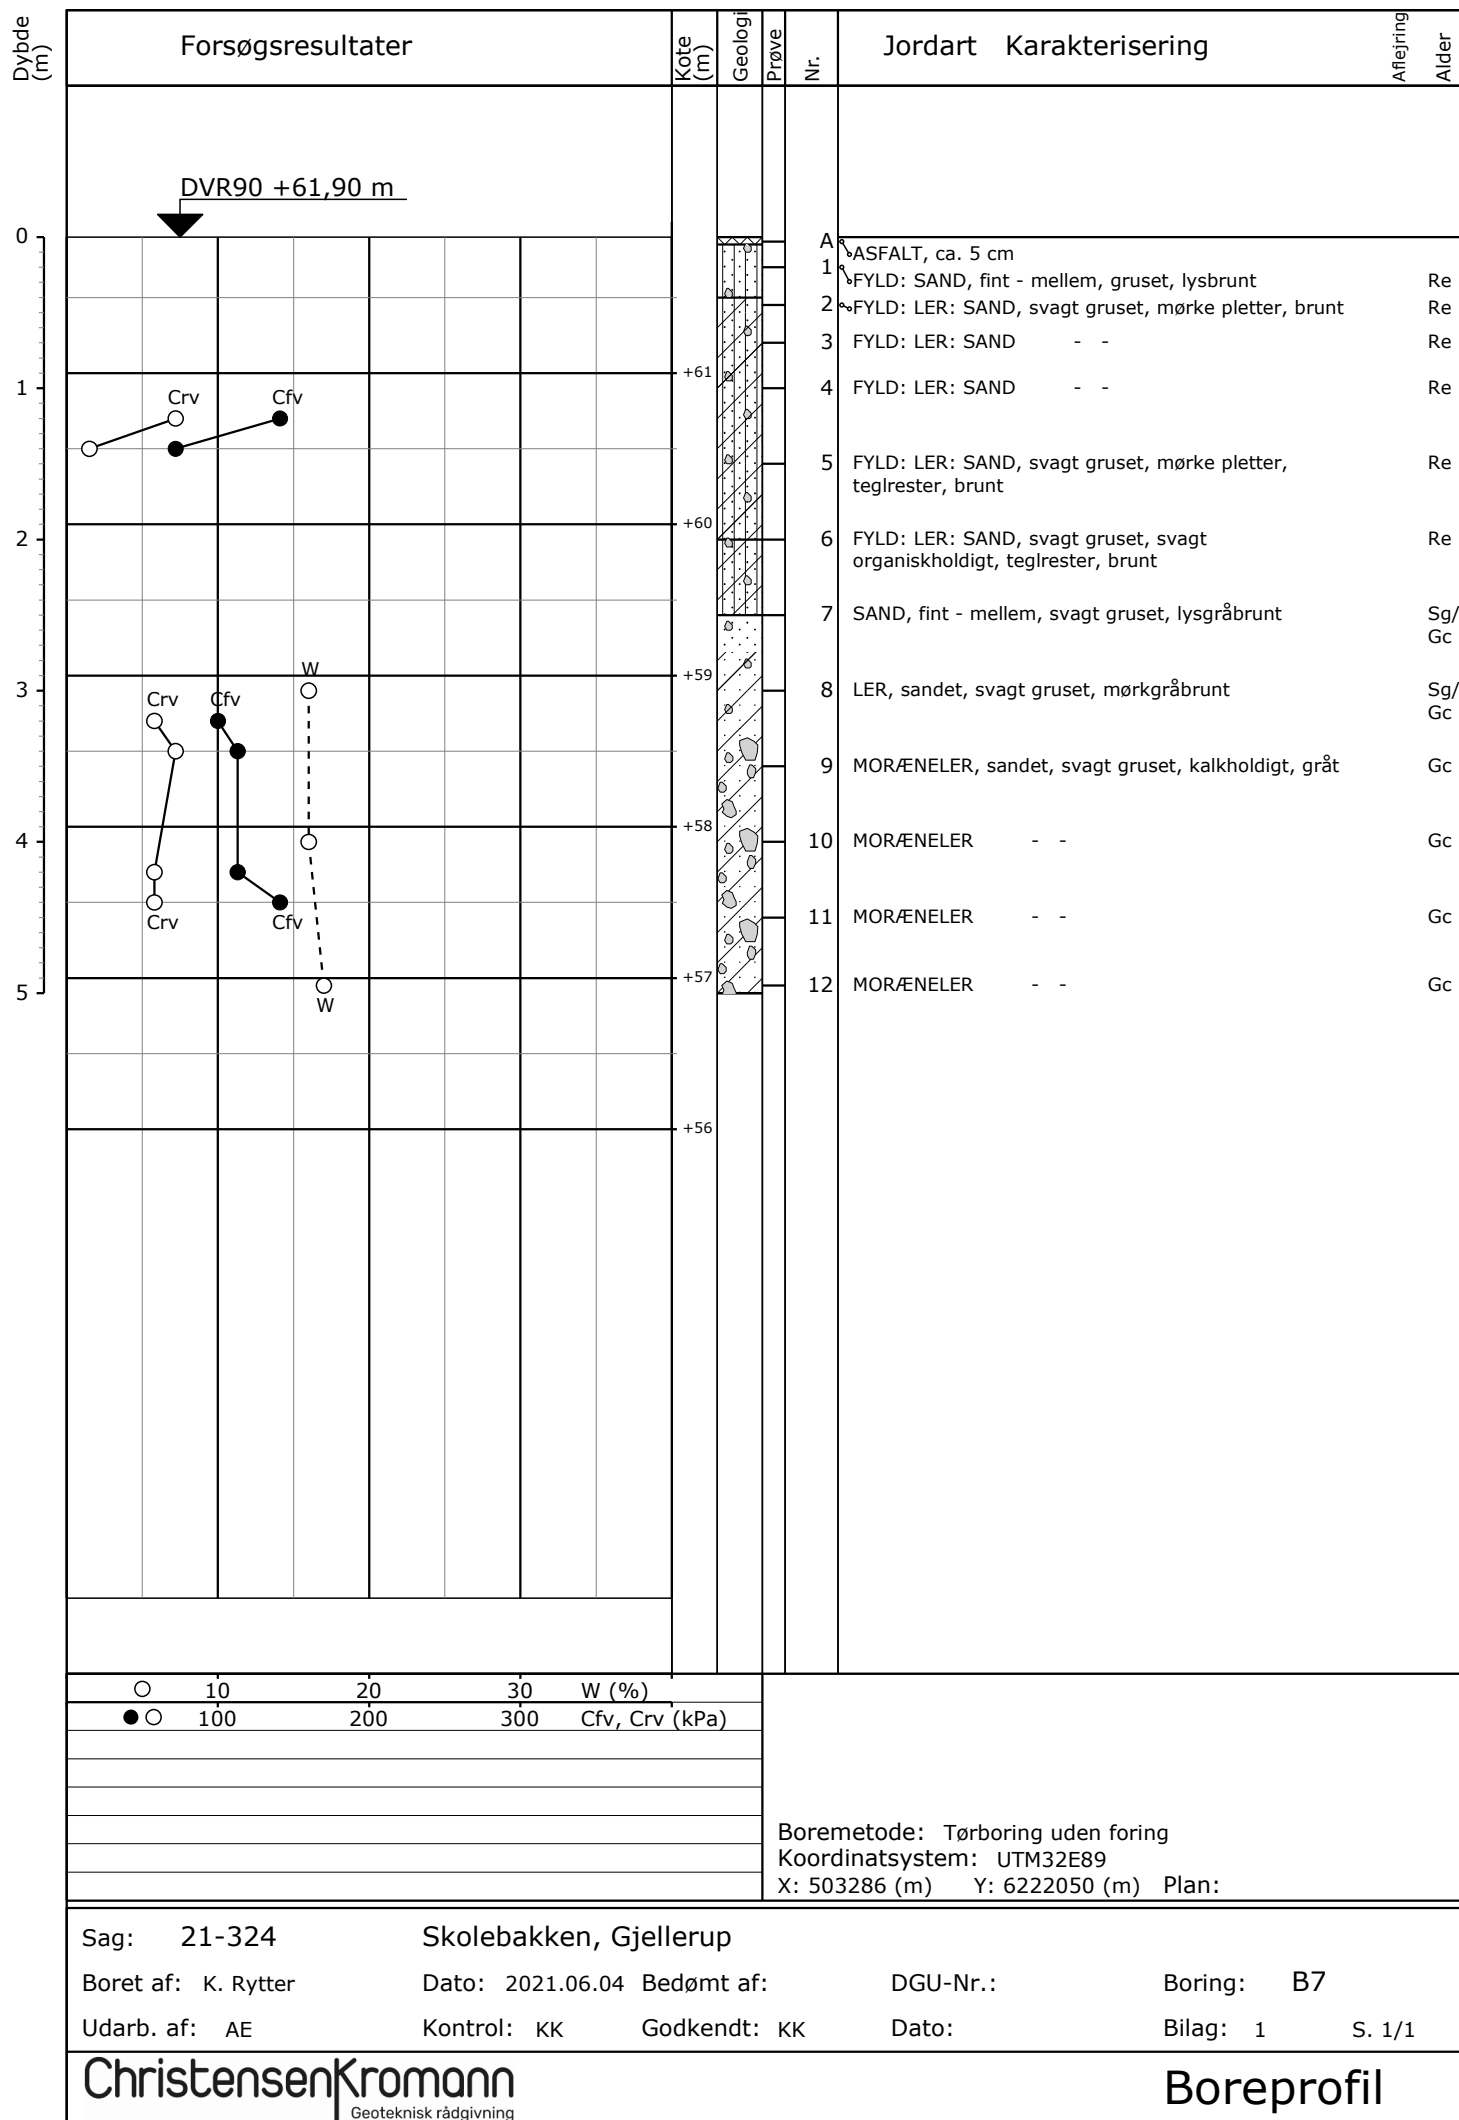 Dybde
(m)
Forsøgsresultater
Kote
(m)
Geologi
Prøve
Nr.
Jordart Karakterisering
Aflejring
Alder
DVR90 +61,90 m
0
A
ASFALT, ca. 5 cm
1
FYLD: SAND, fint - mellem, gruset, lysbrunt
Re
2
FYLD: LER: SAND, svagt gruset, mørke pletter, brunt
Re
3
FYLD: LER: SAND - -
Re
+61
1
4
FYLD: LER: SAND - -
Re
Crv
Cfv
5
FYLD: LER: SAND, svagt gruset, mørke pletter,
teglrester, brunt
Re
+60
2
6
FYLD: LER: SAND, svagt gruset, svagt
organiskholdigt, teglrester, brunt
Re
7
SAND, fint - mellem, svagt gruset, lysgråbrunt
Sg/
Gc
W
+59
3
Crv
Cfv
8
LER, sandet, svagt gruset, mørkgråbrunt
Sg/
Gc
9
MORÆNELER, sandet, svagt gruset, kalkholdigt, gråt
Gc
+58
4
10
MORÆNELER - -
Gc
Crv
Cfv
11
MORÆNELER - -
Gc
+57
5
W
12
MORÆNELER - -
Gc
+56
10 20 30 W (%)
100 200 300 Cfv, Crv (kPa)
Boremetode: Tørboring uden foring
Koordinatsystem: UTM32E89
X: 503286 (m) Y: 6222050 (m) Plan:
Sag: 21-324 Skolebakken, Gjellerup
Boret af: K. Rytter Dato: 2021.06.04 Bedømt af: DGU-Nr.: Boring: B7
Udarb. af: AE Kontrol: KK Godkendt: KK Dato: Bilag: 1 S. 1/1
ChristensenKromann
Geoteknisk rådgivning
Boreprofil